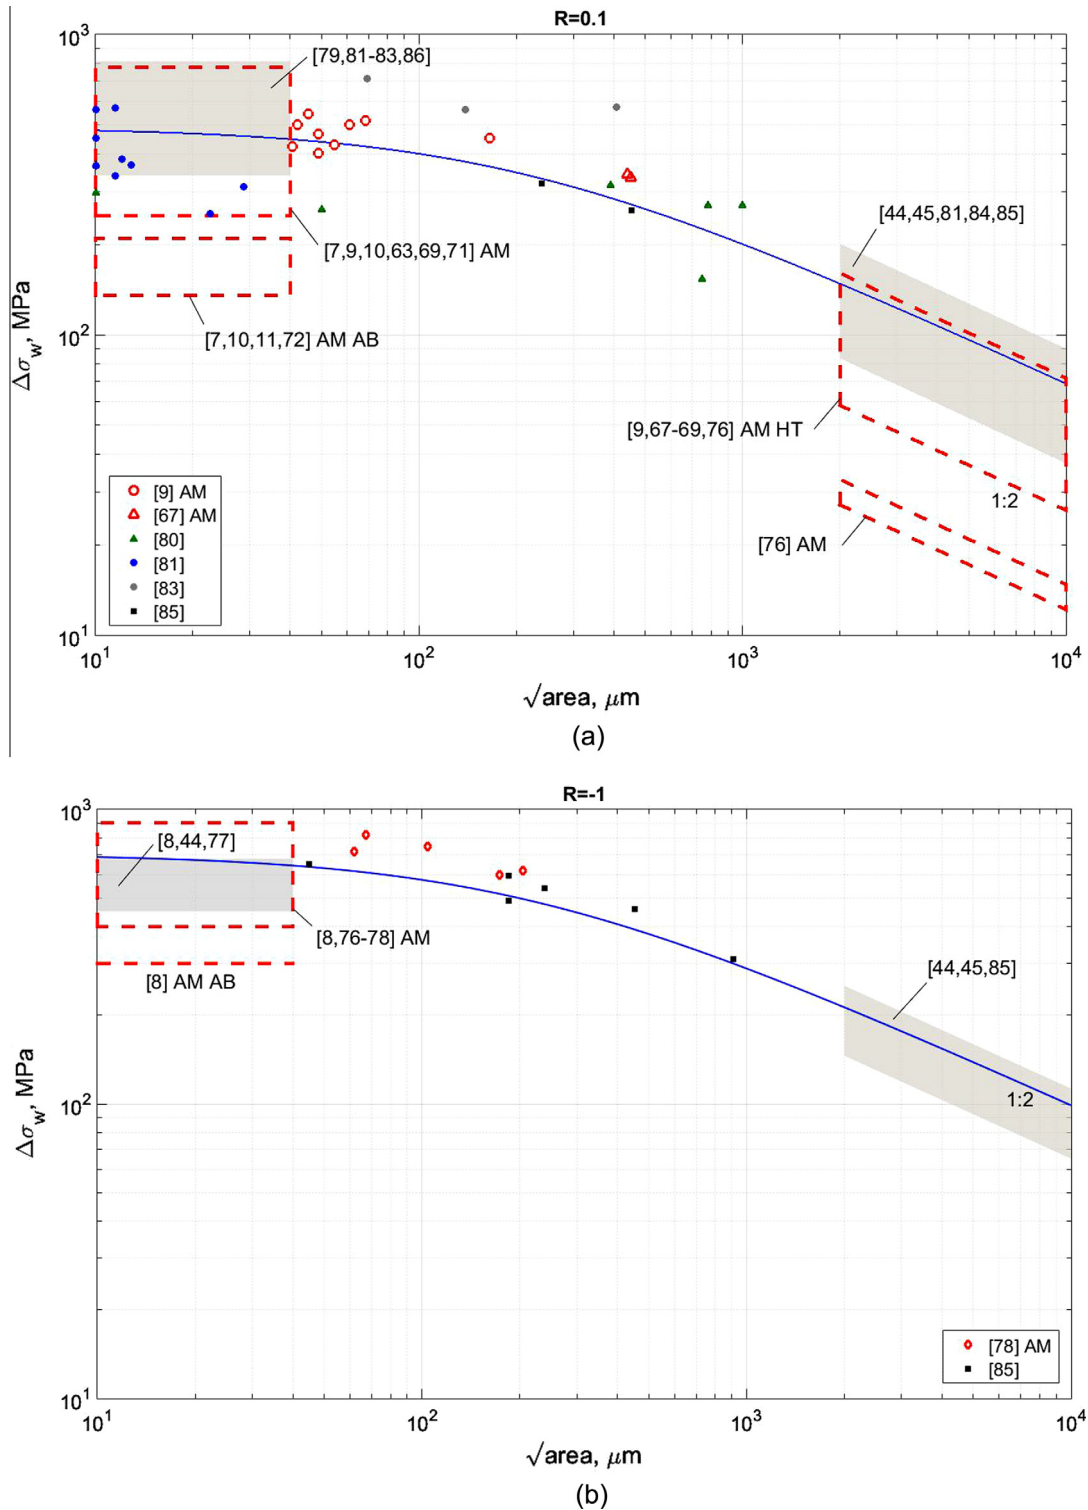 R=0.1
10³
[79,81-83,86]
[44,45,81,84,85]
[7,9,10,63,69,71] AM
[7,10,11,72] AM AB
10²
Δσw, MPa
[9,67-69,76] AM HT
1:2
[76] AM
[9] AM
[67] AM
[80]
[81]
[83]
[85]
10¹
10¹ 10² 10³ 10⁴
√area, μm
(a)
R=-1
10³
[8,44,77]
[8,76-78] AM
[8] AM AB
[44,45,85]
10²
Δσw, MPa
1:2
[78] AM
[85]
10¹
10¹ 10² 10³ 10⁴
√area, μm
(b)